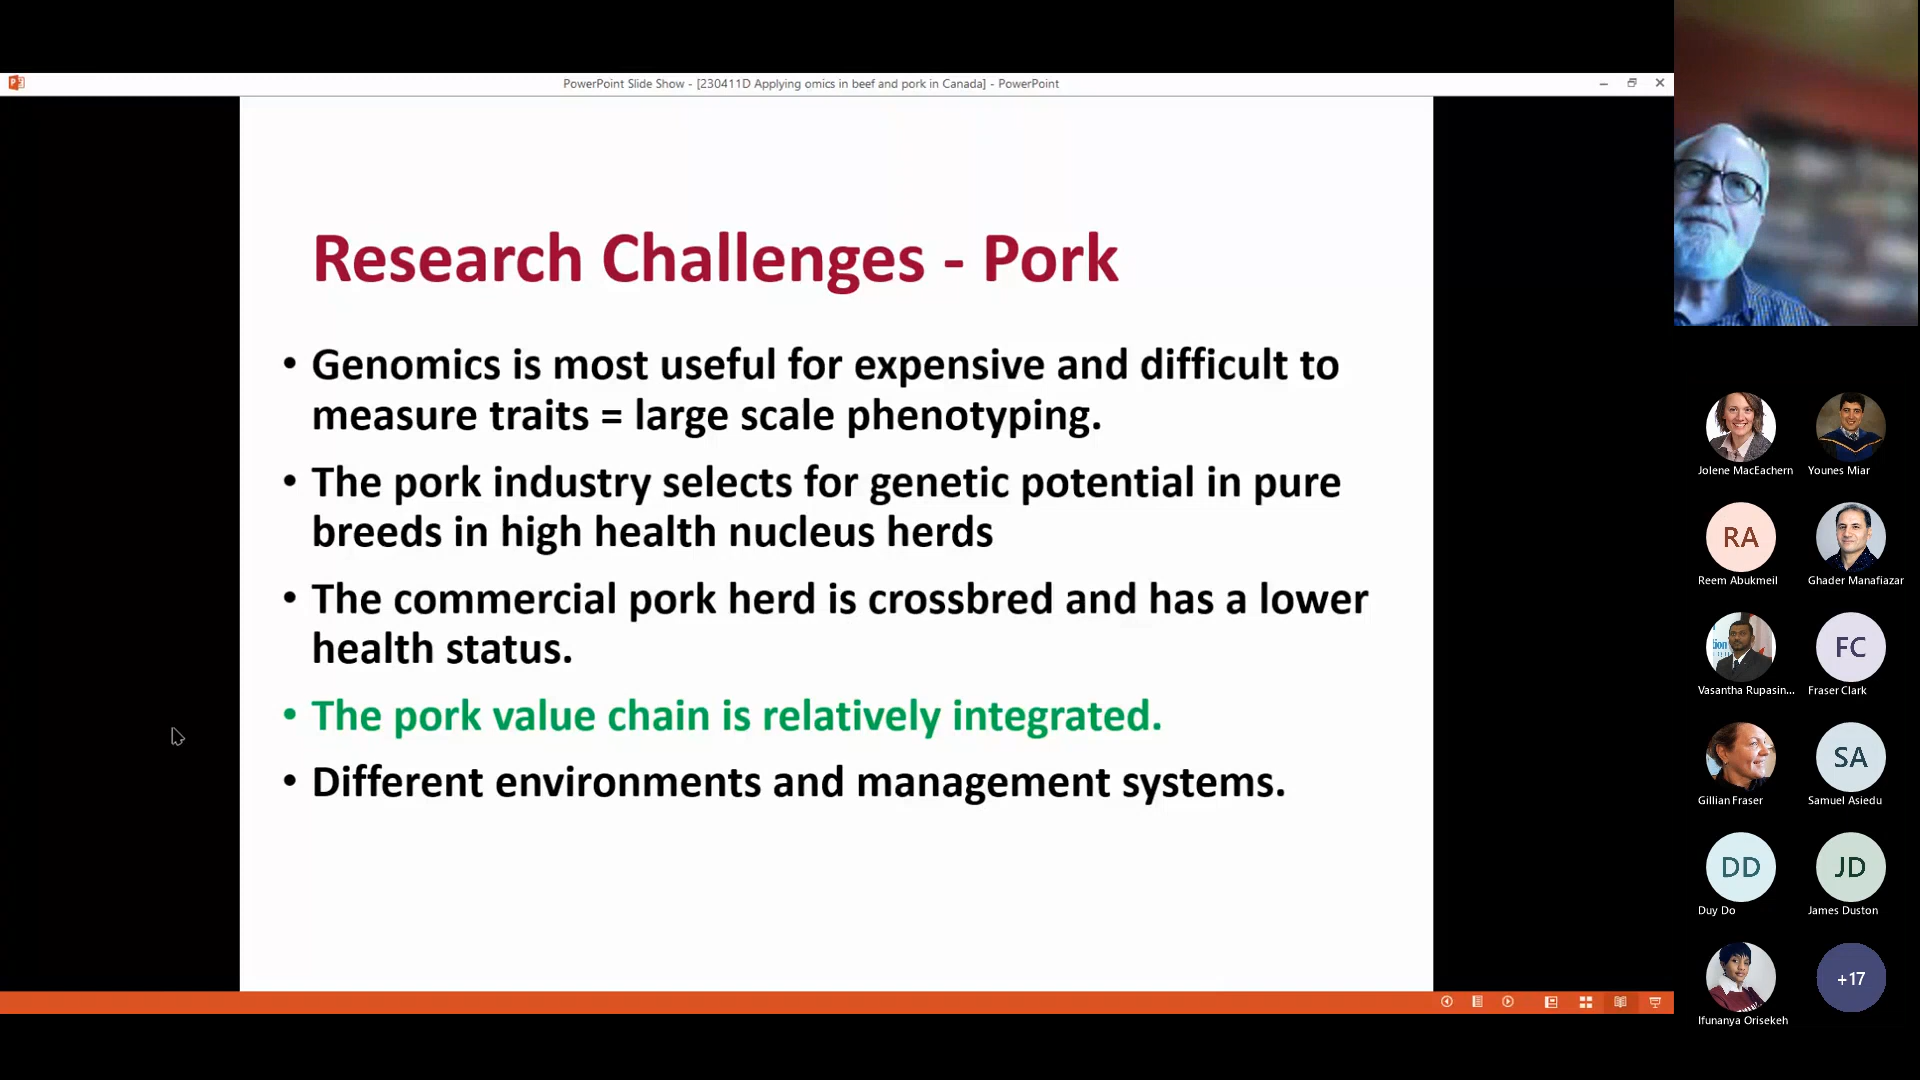 PowerPoint Slide Show - [230411D Applying omics in beef and pork in Canada] - PowerPoint
Research Challenges - Pork
• Genomics is most useful for expensive and difficult to
measure traits = large scale phenotyping.
• The pork industry selects for genetic potential in pure
breeds in high health nucleus herds
• The commercial pork herd is crossbred and has a lower
health status.
• The pork value chain is relatively integrated.
• Different environments and management systems.
Jolene MacEachern
Younes Miar
RA
Reem Abukmeil
Ghader Manafiazar
Vasantha Rupasin...
FC
Fraser Clark
Gillian Fraser
SA
Samuel Asiedu
DD
Duy Do
JD
James Duston
Ifunanya Orisekeh
+17